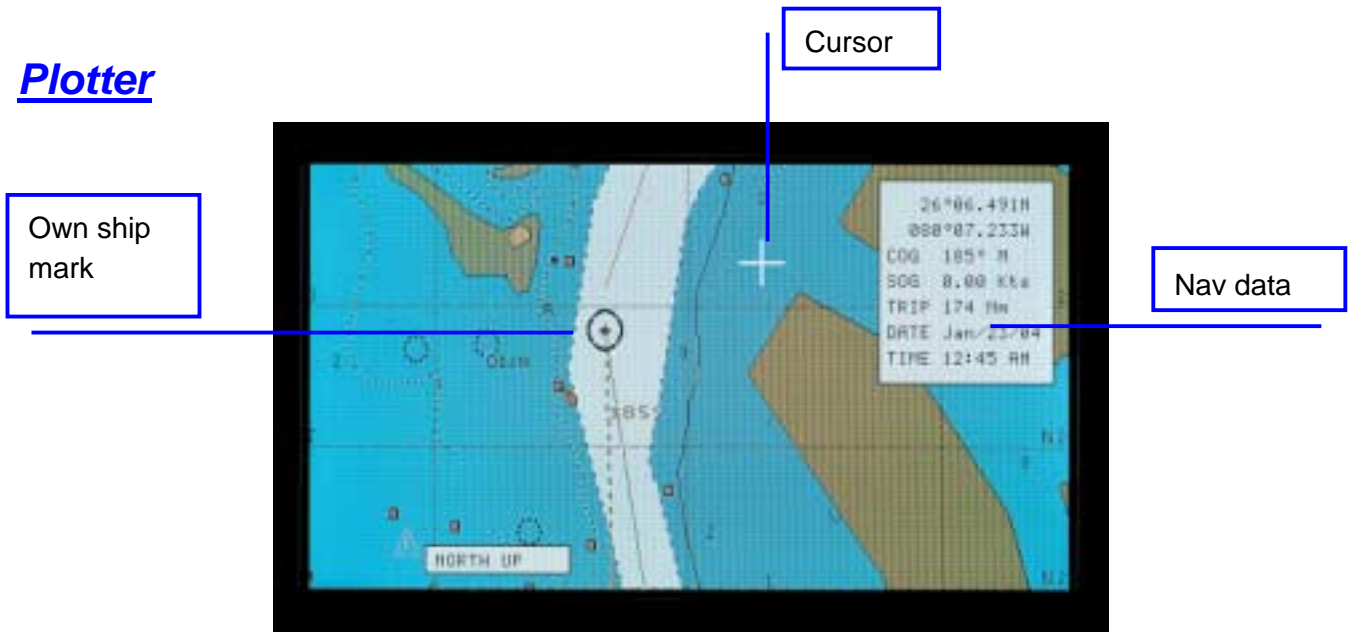 Cursor
Plotter
Own ship
mark
26°06.491N
080°07.233W
COG 185° M
SOG 8.00 Kts
TRIP 174 Nm
DATE Jan/23/04
TIME 12:45 AM
Nav data
NORTH UP